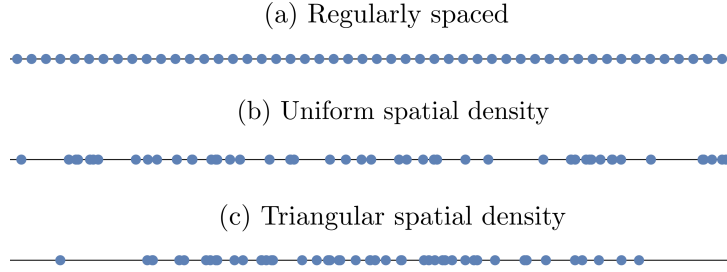 (a) Regularly spaced
(b) Uniform spatial density
(c) Triangular spatial density